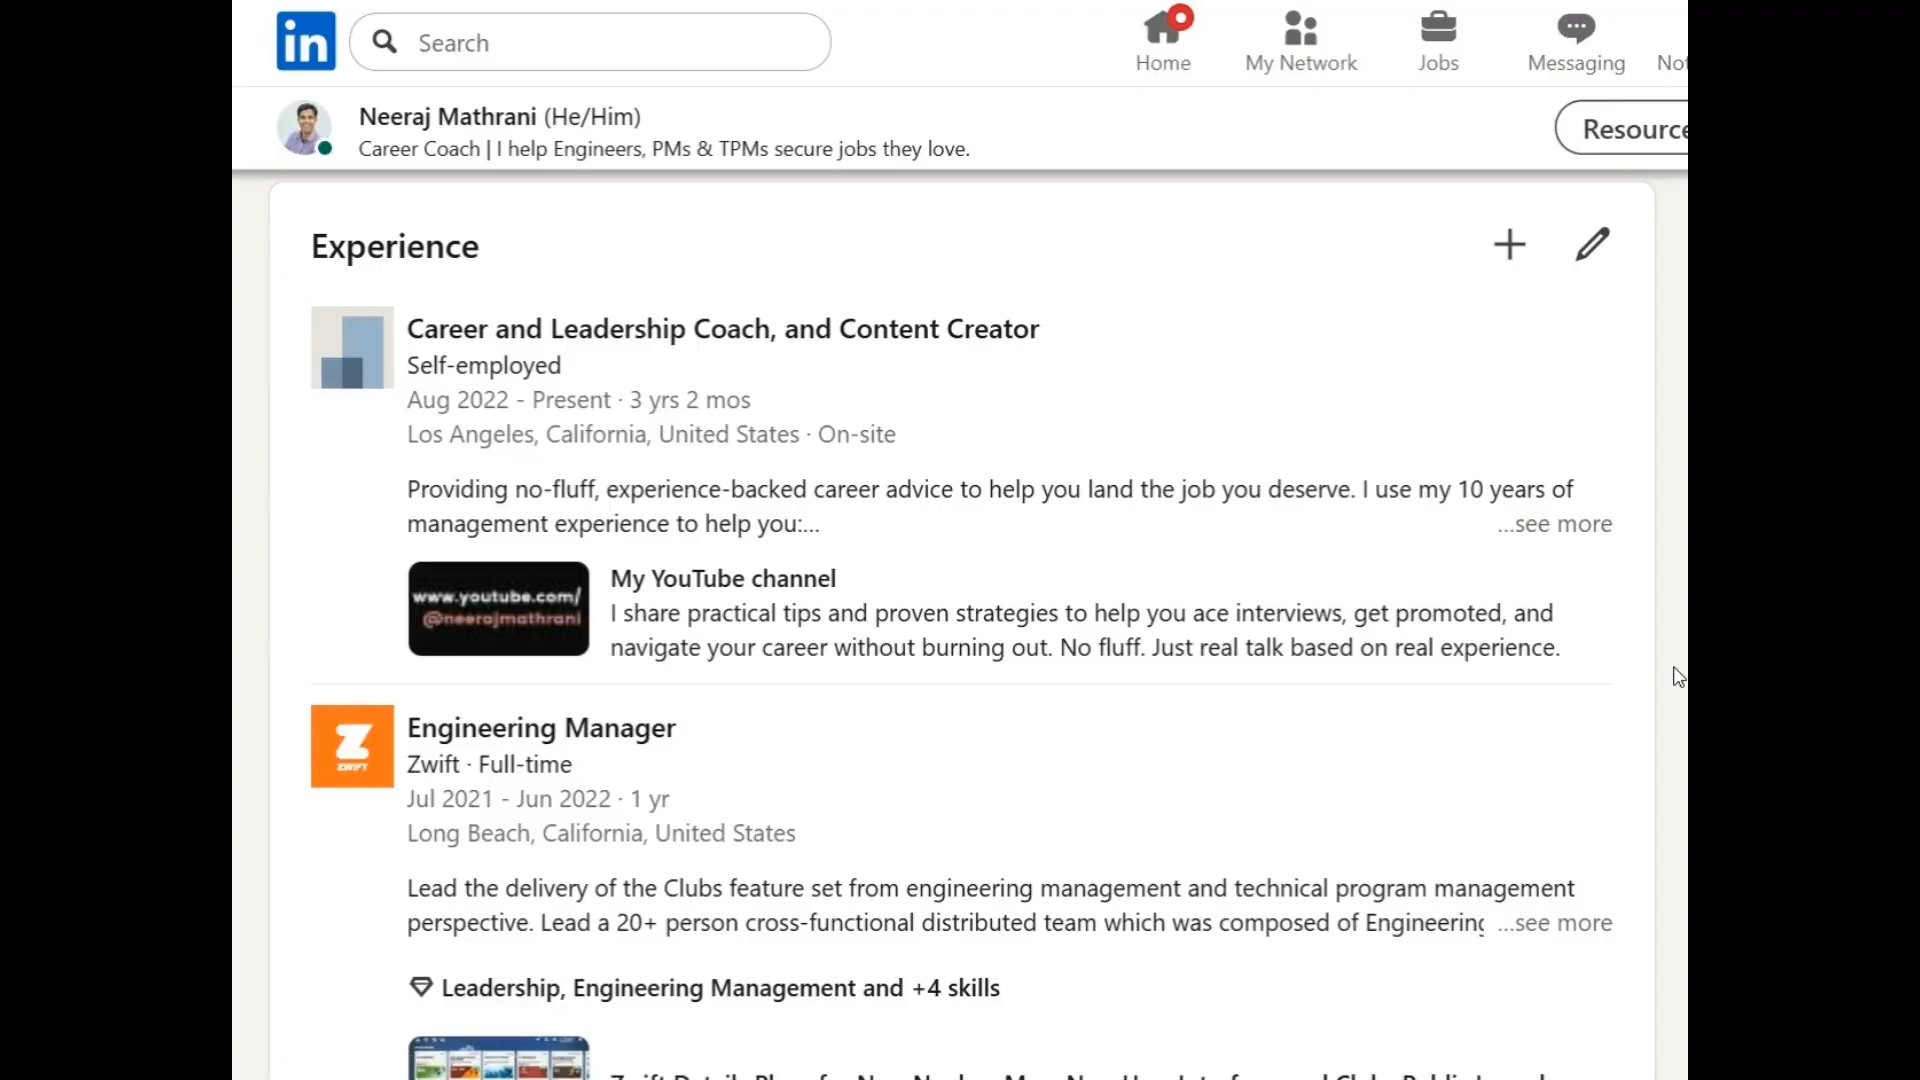 in Search Home My Network Jobs Messaging
Neeraj Mathrani (He/Him)
Career Coach | I help Engineers, PMs & TPMs secure jobs they love.
Experience
Career and Leadership Coach, and Content Creator
Self-employed
Aug 2022 - Present · 3 yrs 2 mos
Los Angeles, California, United States · On-site
Providing no-fluff, experience-backed career advice to help you land the job you deserve. I use my 10 years of
management experience to help you:... ...see more
www.youtube.com/
@neerajmathrani
My YouTube channel
I share practical tips and proven strategies to help you ace interviews, get promoted, and
navigate your career without burning out. No fluff. Just real talk based on real experience.
ZWIFT
Engineering Manager
Zwift · Full-time
Jul 2021 - Jun 2022 · 1 yr
Long Beach, California, United States
Lead the delivery of the Clubs feature set from engineering management and technical program management
perspective. Lead a 20+ person cross-functional distributed team which was composed of Engineering ...see more
Leadership, Engineering Management and +4 skills